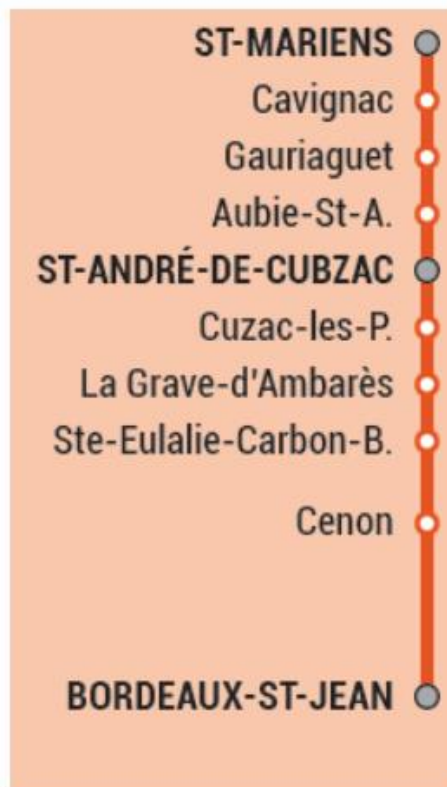 ST-MARIENS
Cavignac
Gauriaguet
Aubie-St-A.
ST-ANDRÉ-DE-CUBZAC
Cuzac-les-P.
La Grave-d'Ambarès
Ste-Eulalie-Carbon-B.
Cenon
BORDEAUX-ST-JEAN